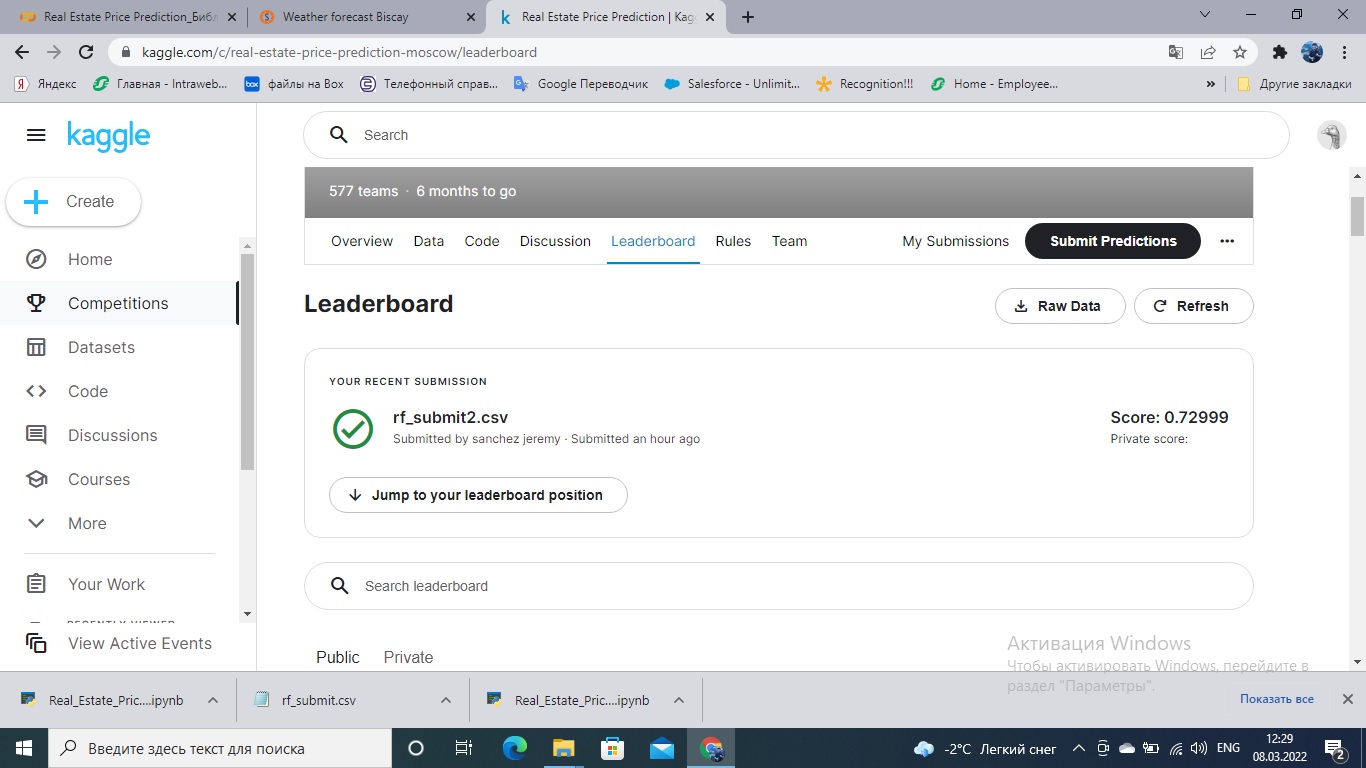 Real Estate Price Prediction_Библ
Weather forecast Biscay
Real Estate Price Prediction | Kag
kaggle.com/c/real-estate-price-prediction-moscow/leaderboard
Яндекс
Главная - Intraweb...
box
файлы на Box
Телефонный справ...
Google Переводчик
Salesforce - Unlimit...
Recognition!!!
Home - Employee...
»
Другие закладки
kaggle
Search
Create
577 teams · 6 months to go
Overview
Data
Code
Discussion
Leaderboard
Rules
Team
My Submissions
Submit Predictions
Home
Competitions
Datasets
Code
Discussions
Courses
More
Your Work
View Active Events
Leaderboard
Raw Data
Refresh
YOUR RECENT SUBMISSION
rf_submit2.csv
Submitted by sanchez jeremy · Submitted an hour ago
Score: 0.72999
Private score:
Jump to your leaderboard position
Search leaderboard
Public
Private
Активация Windows
Чтобы активировать Windows, перейдите в
раздел "Параметры".
Real_Estate_Pric....ipynb
rf_submit.csv
Real_Estate_Pric....ipynb
Показать все
Введите здесь текст для поиска
-2°C Легкий снег
ENG
12:29
08.03.2022
2